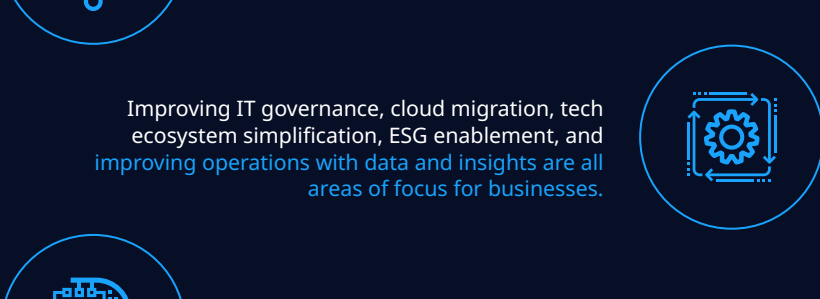 Improving IT governance, cloud migration, tech
ecosystem simplification, ESG enablement, and
improving operations with data and insights are all
areas of focus for businesses.